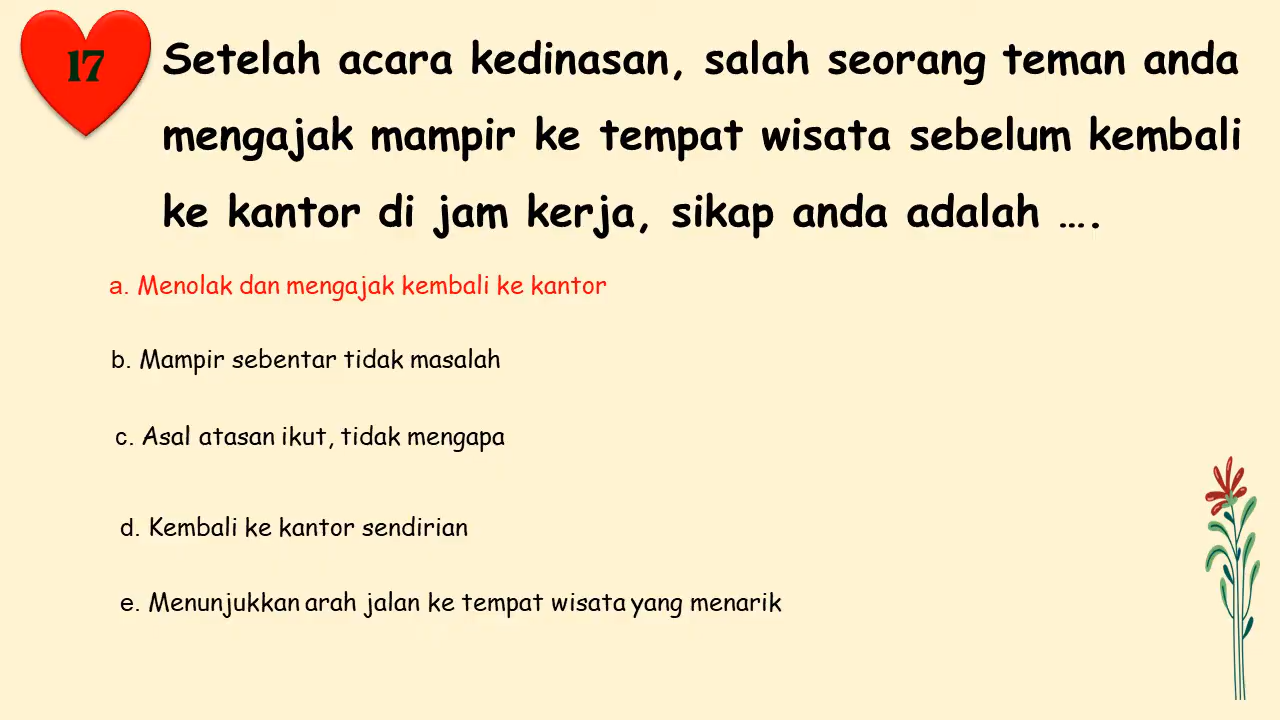 17
Setelah acara kedinasan, salah seorang teman anda
mengajak mampir ke tempat wisata sebelum kembali
ke kantor di jam kerja, sikap anda adalah ....
a. Menolak dan mengajak kembali ke kantor
b. Mampir sebentar tidak masalah
c. Asal atasan ikut, tidak mengapa
d. Kembali ke kantor sendirian
e. Menunjukkan arah jalan ke tempat wisata yang menarik